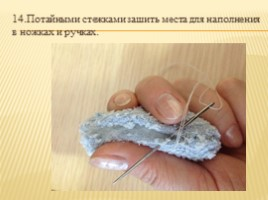 14.Потайными стежками зашить места для наполнения
в ножках и ручках.